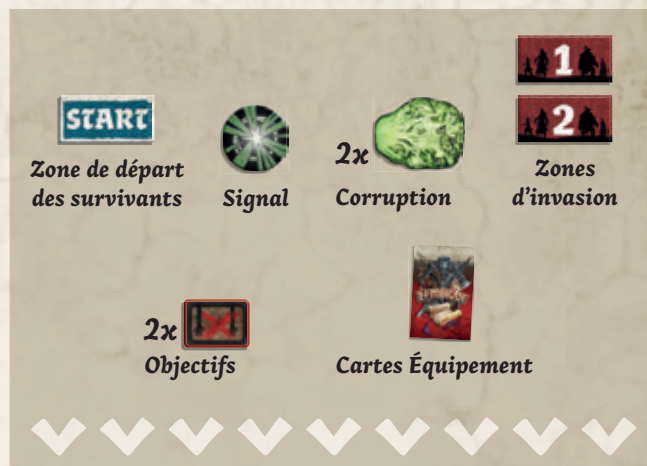 START
Zone de départ
des survivants
Signal
2x
Corruption
1
2
Zones
d'invasion
2x
Objectifs
Cartes Équipement